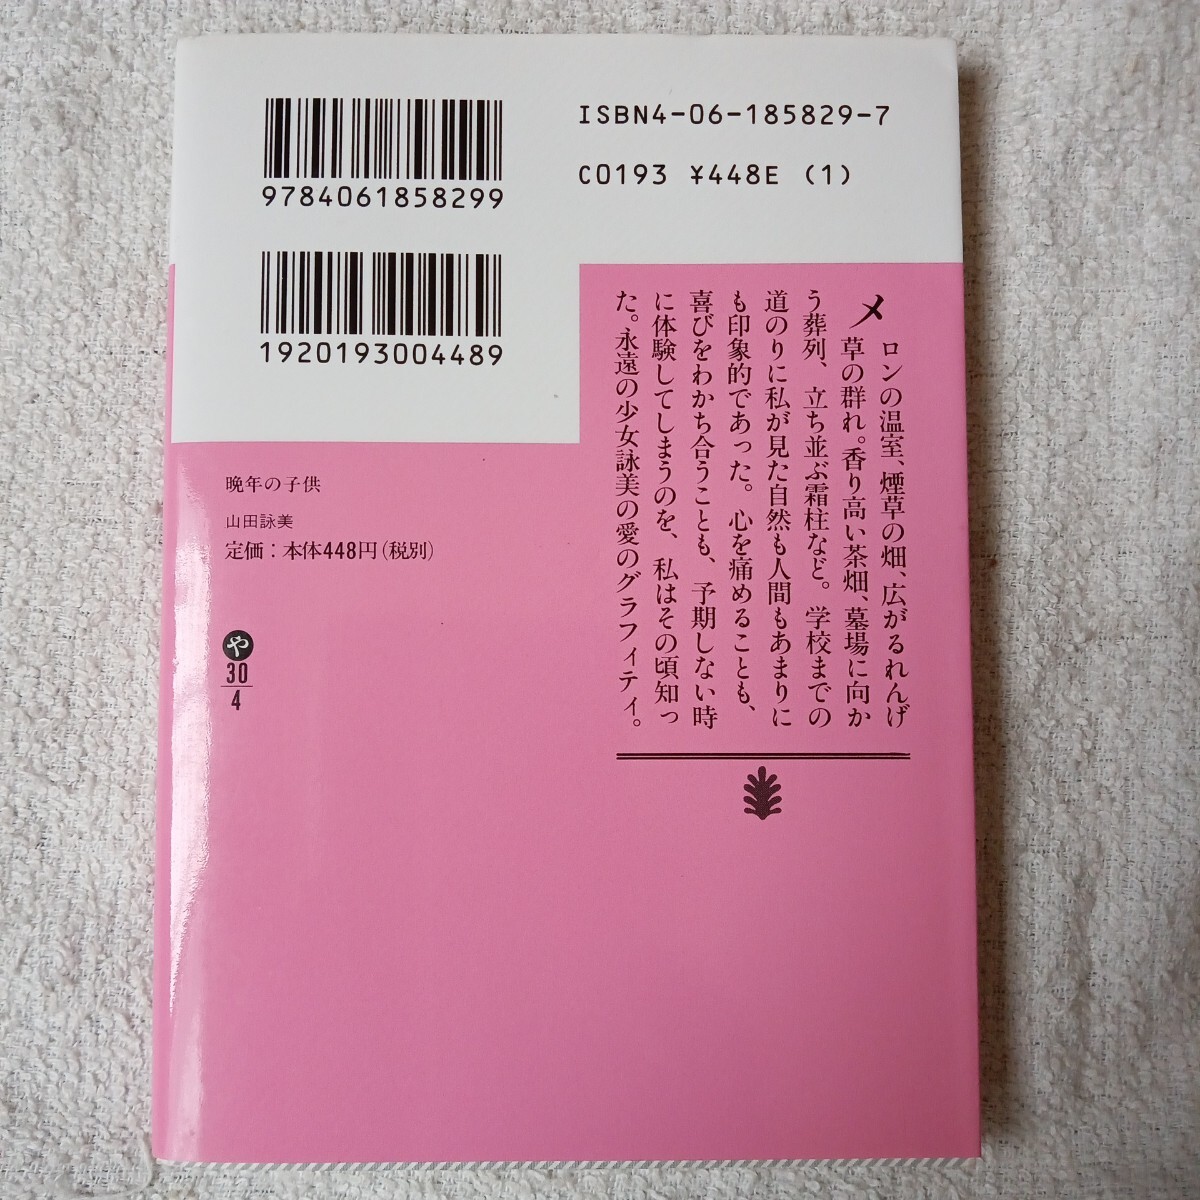 9784061858299
ISBN4-06-185829-7
C0193 ¥448E (1)
1920193004489
メロンの温室、煙草の畑、広がるれんげ
草の群れ。香り高い茶畑、墓場に向か
う葬列、立ち並ぶ霜柱など。学校までの
道のりに私が見た自然も人間もあまりに
も印象的であった。心を痛めることも、
喜びをわかち合うことも、予期しない時
に体験してしまうのを、私はその頃知っ
た。永遠の少女詠美の愛のグラフィティ。
晩年の子供
山田詠美
定価：本体448円（税別）
や
30
4